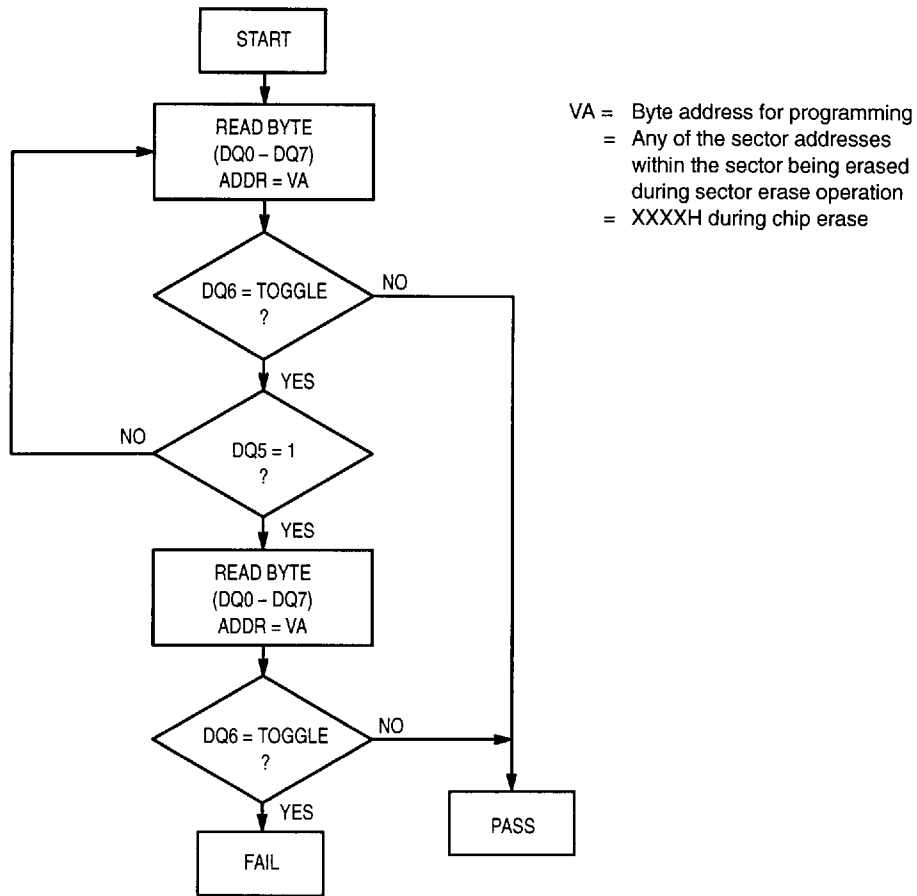 START
READ BYTE
(DQ0 – DQ7)
ADDR = VA
DQ6 = TOGGLE
?
NO
YES
DQ5 = 1
?
NO
YES
READ BYTE
(DQ0 – DQ7)
ADDR = VA
DQ6 = TOGGLE
?
NO
YES
FAIL
PASS
VA = Byte address for programming
= Any of the sector addresses
within the sector being erased
during sector erase operation
= XXXXH during chip erase